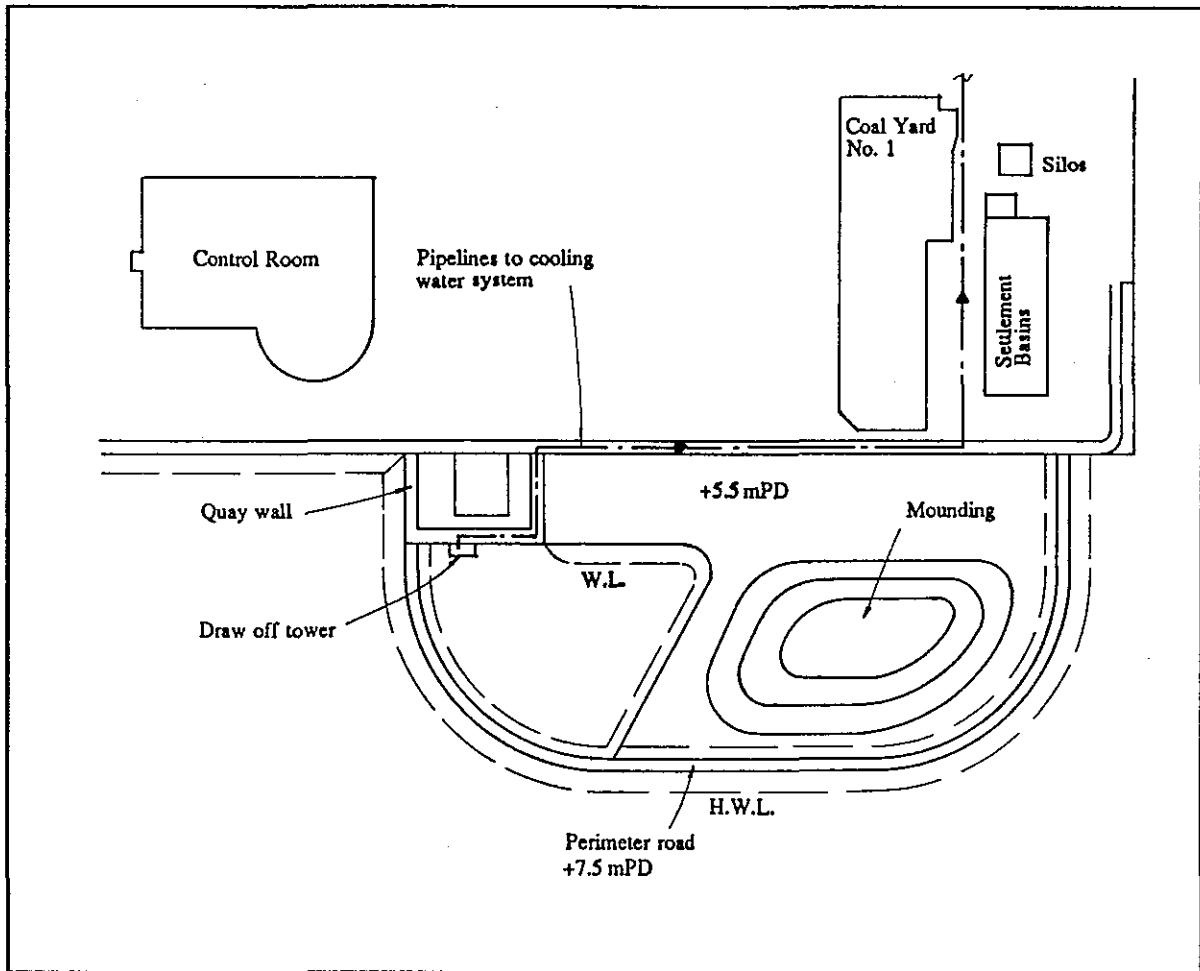 Coal Yard
No. 1
Silos
Control Room
Pipelines to cooling
water system
Settlement
Basins
+5.5 mPD
Quay wall
Mounding
W.L.
Draw off tower
H.W.L.
Perimeter road
+7.5 mPD